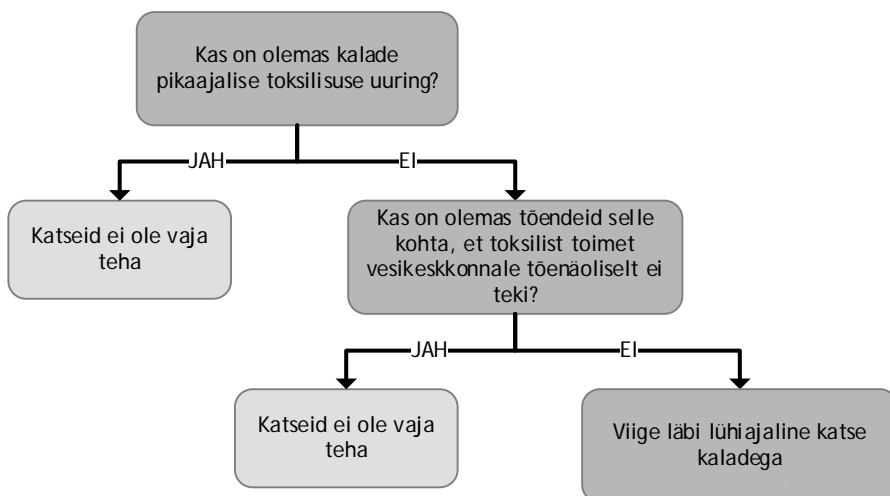 Kas on olemas kalade
pikaajalise toksilisuse uuring?
JAH
EI
Katseid ei ole vaja
teha
Kas on olemas tõendeid selle
kohta, et toksilist toimet
vesikeskkonnale tõenäoliselt ei
teki?
JAH
EI
Katseid ei ole vaja
teha
Viige läbi lühiajaline katse
kaladega